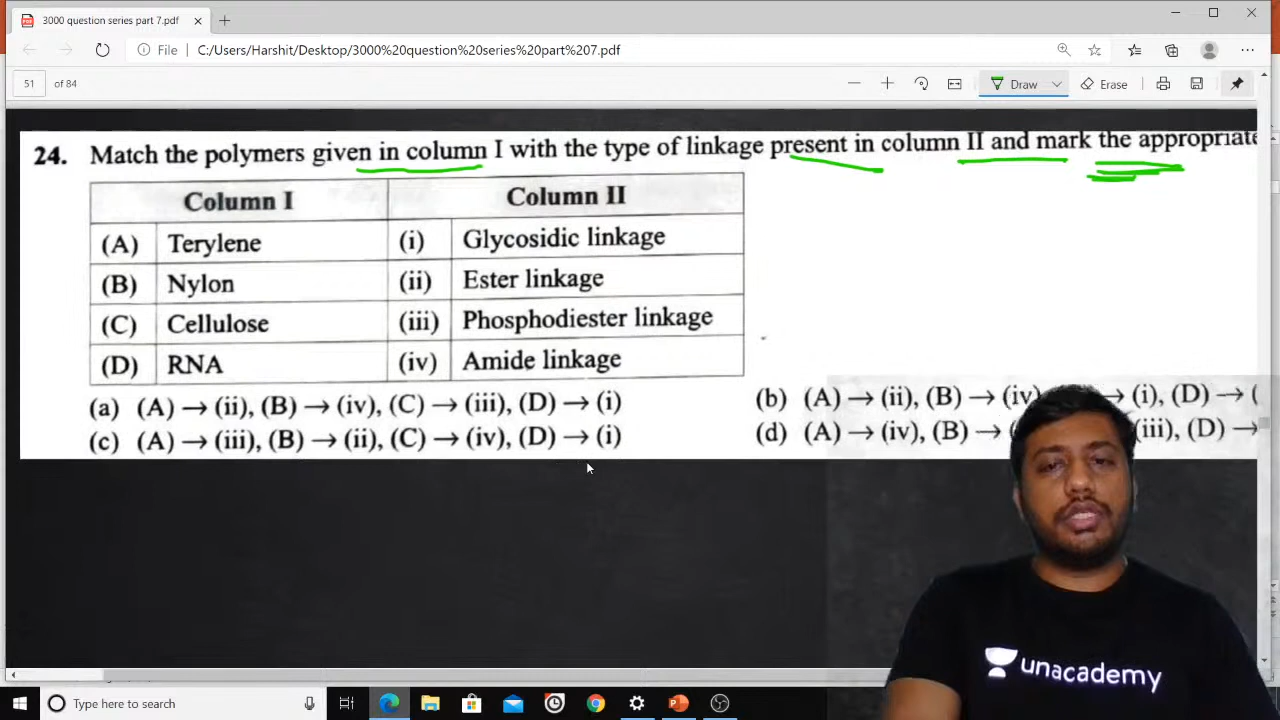 3000 question series part 7.pdf
File C:/Users/Harshit/Desktop/3000%20question%20series%20part%207.pdf
51 of 84 Draw Erase
24. Match the polymers given in column I with the type of linkage present in column II and mark the appropriate
Column I Column II
(A) Terylene (i) Glycosidic linkage
(B) Nylon (ii) Ester linkage
(C) Cellulose (iii) Phosphodiester linkage
(D) RNA (iv) Amide linkage
(a) (A) → (ii), (B) → (iv), (C) → (iii), (D) → (i) (b) (A) → (ii), (B) → (iv) → (i), (D) → (
(c) (A) → (iii), (B) → (ii), (C) → (iv), (D) → (i) (d) (A) → (iv), (B) → (iii), (D) →
unacademy
Type here to search